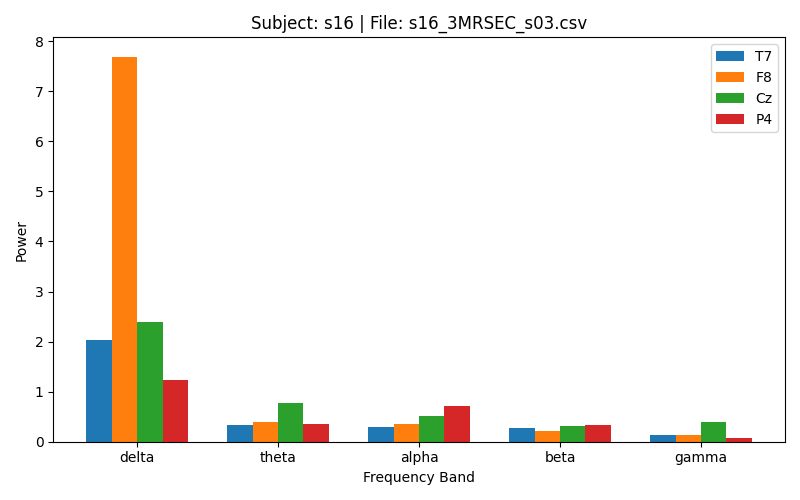 Subject: s16 | File: s16_3MRSEC_s03.csv
T7
F8
Cz
P4
Power
8
7
6
5
4
3
2
1
0
delta theta alpha beta gamma
Frequency Band